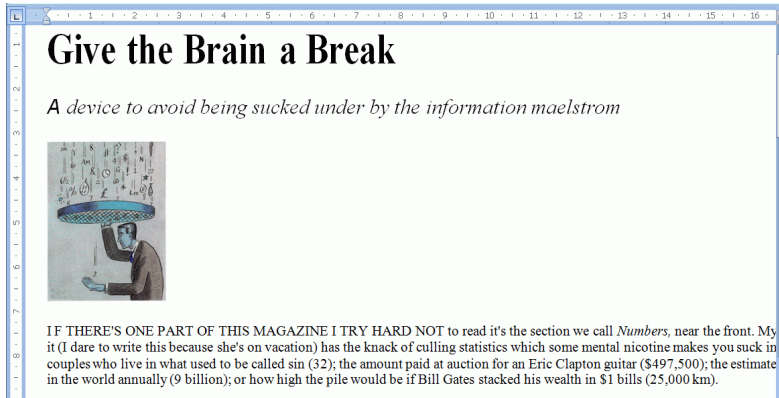 Give the Brain a Break
A device to avoid being sucked under by the information maelstrom
IF THERE'S ONE PART OF THIS MAGAZINE I TRY HARD NOT to read it's the section we call Numbers, near the front. My
it (I dare to write this because she's on vacation) has the knack of culling statistics which some mental nicotine makes you suck in
couples who live in what used to be called sin (32); the amount paid at auction for an Eric Clapton guitar ($497,500); the estimate
in the world annually (9 billion); or how high the pile would be if Bill Gates stacked his wealth in $1 bills (25,000 km).